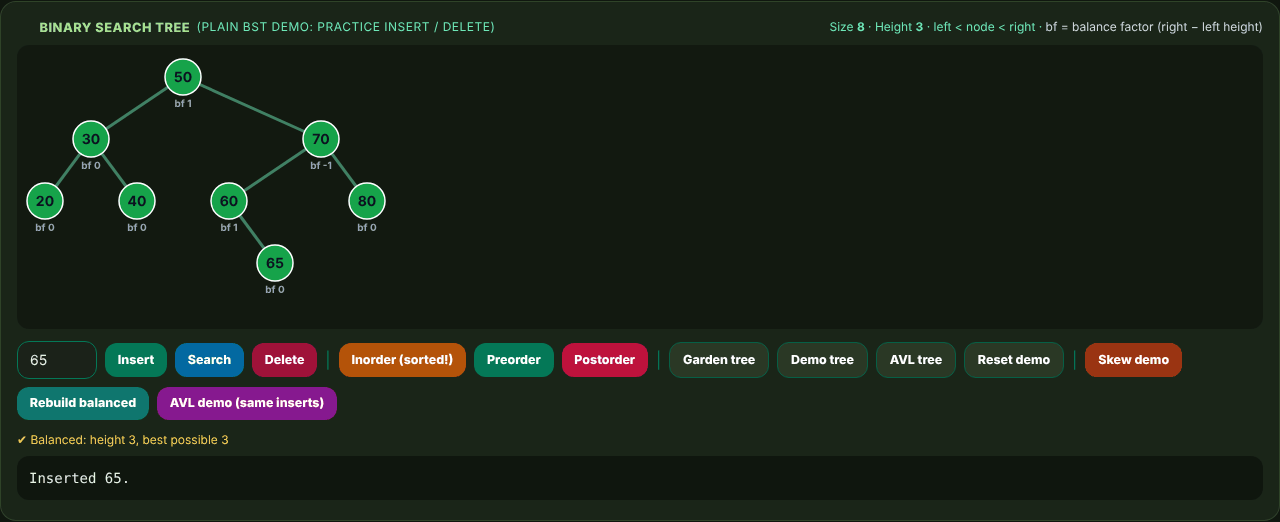 BINARY SEARCH TREE (PLAIN BST DEMO: PRACTICE INSERT / DELETE)
Size 8 · Height 3 · left < node < right · bf = balance factor (right − left height)
50
bf 1
30
70
bf 0
bf -1
20
40
60
80
bf 0
bf 0
bf 1
bf 0
65
bf 0
65
Insert
Search
Delete
Inorder (sorted!)
Preorder
Postorder
Garden tree
Demo tree
AVL tree
Reset demo
Skew demo
Rebuild balanced
AVL demo (same inserts)
✔ Balanced: height 3, best possible 3
Inserted 65.